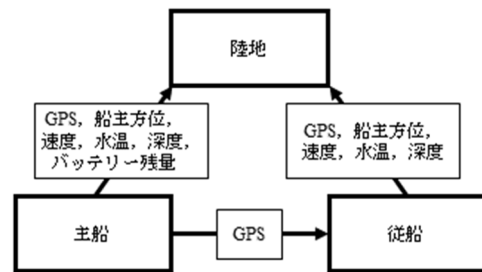 陸地
GPS，船主方位，
速度，水温，深度，
バッテリー残量
GPS，船主方位，
速度，水温，深度
主船
GPS
従船